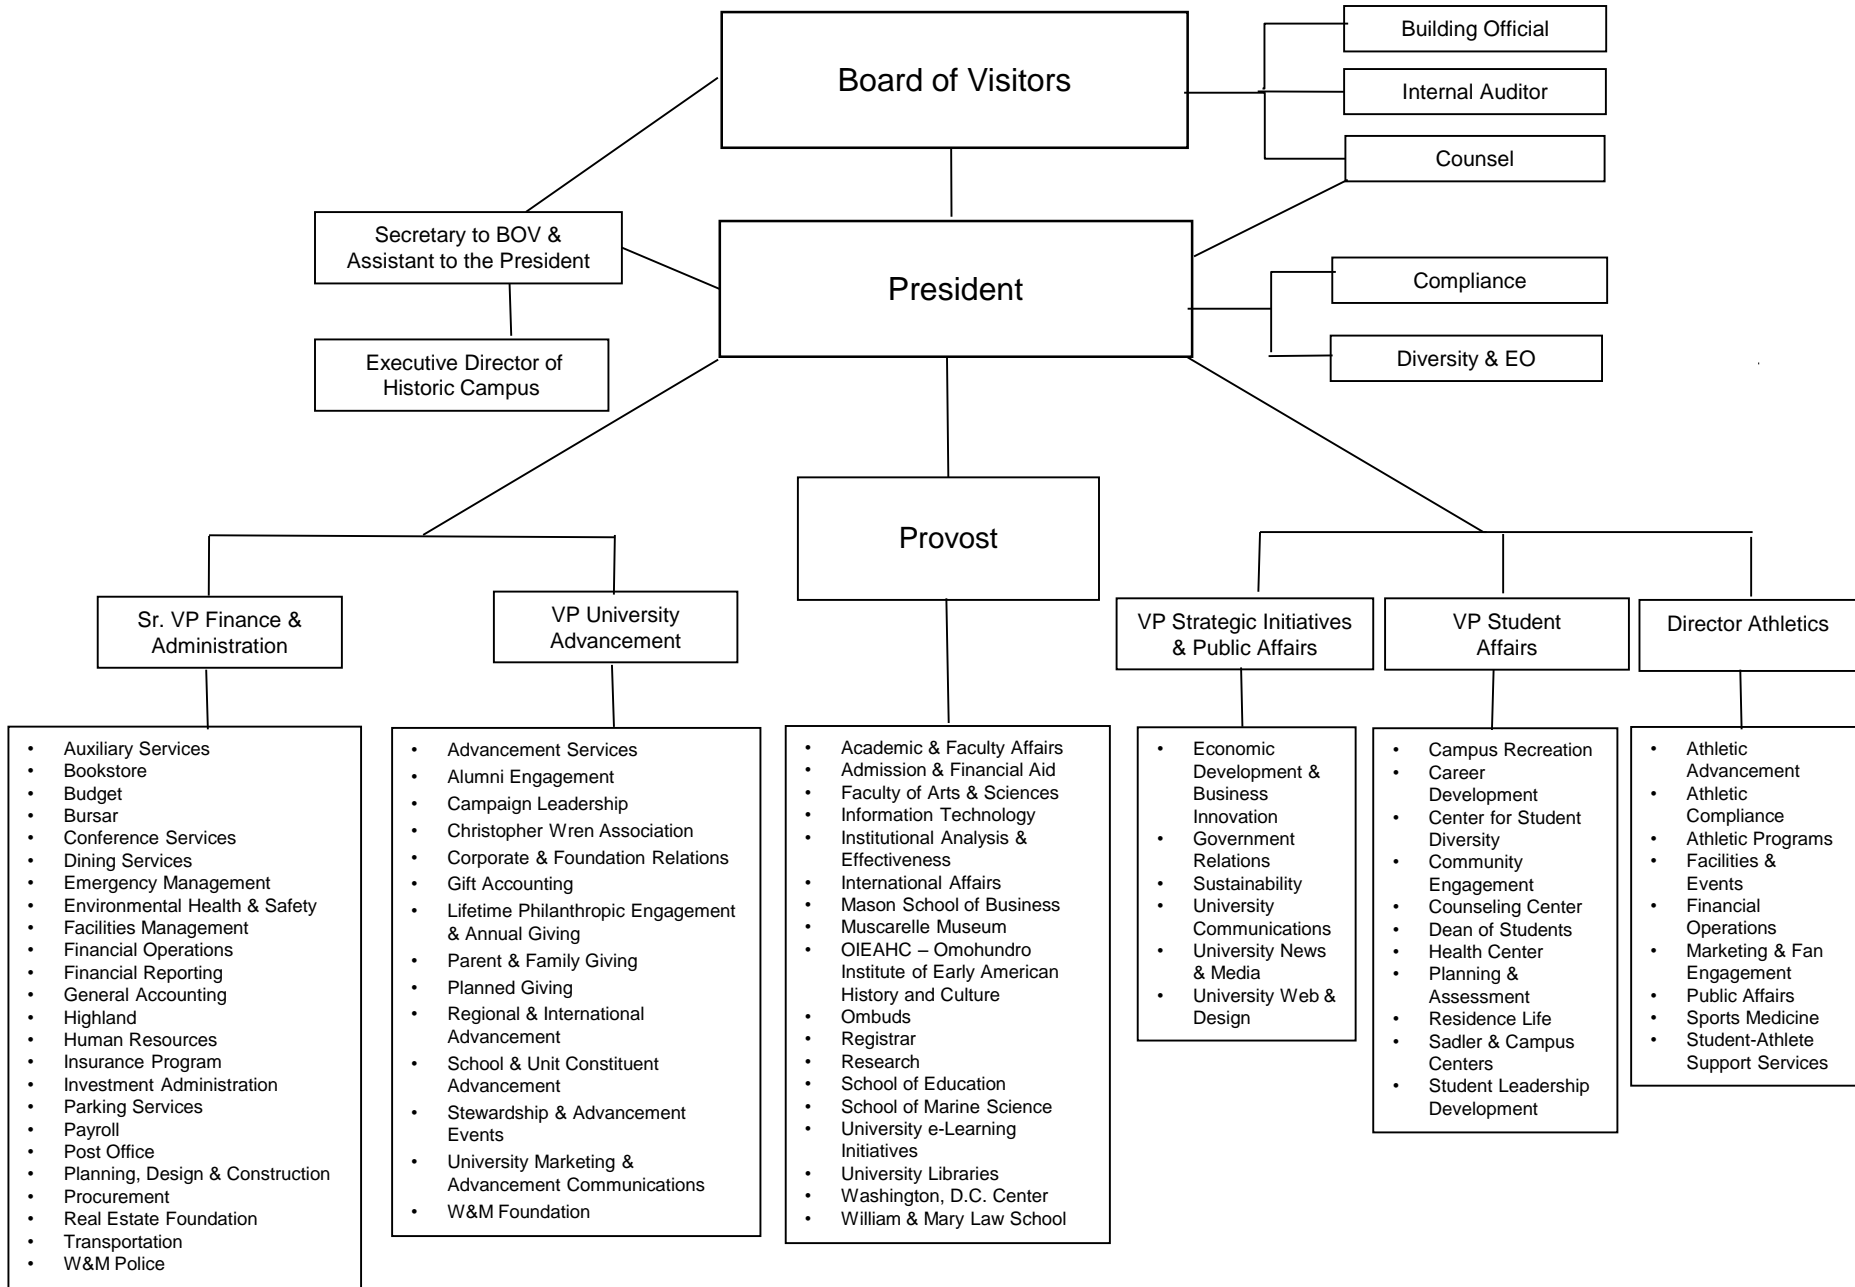 Board of Visitors
Building Official
Internal Auditor
Counsel
Secretary to BOV &
Assistant to the President
President
Compliance
Diversity & EO
Executive Director of
Historic Campus
Provost
Sr. VP Finance &
Administration
VP University
Advancement
VP Strategic Initiatives
& Public Affairs
VP Student
Affairs
Director Athletics
• Auxiliary Services
• Bookstore
• Budget
• Bursar
• Conference Services
• Dining Services
• Emergency Management
• Environmental Health & Safety
• Facilities Management
• Financial Operations
• Financial Reporting
• General Accounting
• Highland
• Human Resources
• Insurance Program
• Investment Administration
• Parking Services
• Payroll
• Post Office
• Planning, Design & Construction
• Procurement
• Real Estate Foundation
• Transportation
• W&M Police
• Advancement Services
• Alumni Engagement
• Campaign Leadership
• Christopher Wren Association
• Corporate & Foundation Relations
• Gift Accounting
• Lifetime Philanthropic Engagement
& Annual Giving
• Parent & Family Giving
• Planned Giving
• Regional & International
Advancement
• School & Unit Constituent
Advancement
• Stewardship & Advancement
Events
• University Marketing &
Advancement Communications
• W&M Foundation
• Academic & Faculty Affairs
• Admission & Financial Aid
• Faculty of Arts & Sciences
• Information Technology
• Institutional Analysis &
Effectiveness
• International Affairs
• Mason School of Business
• Muscarelle Museum
• OIEAHC – Omohundro
Institute of Early American
History and Culture
• Ombuds
• Registrar
• Research
• School of Education
• School of Marine Science
• University e-Learning
Initiatives
• University Libraries
• Washington, D.C. Center
• William & Mary Law School
• Economic
Development &
Business
Innovation
• Government
Relations
• Sustainability
• University
Communications
• University News
& Media
• University Web &
Design
• Campus Recreation
• Career
Development
• Center for Student
Diversity
• Community
Engagement
• Counseling Center
• Dean of Students
• Health Center
• Planning &
Assessment
• Residence Life
• Sadler & Campus
Centers
• Student Leadership
Development
• Athletic
Advancement
• Athletic
Compliance
• Athletic Programs
• Facilities &
Events
• Financial
Operations
• Marketing & Fan
Engagement
• Public Affairs
• Sports Medicine
• Student-Athlete
Support Services